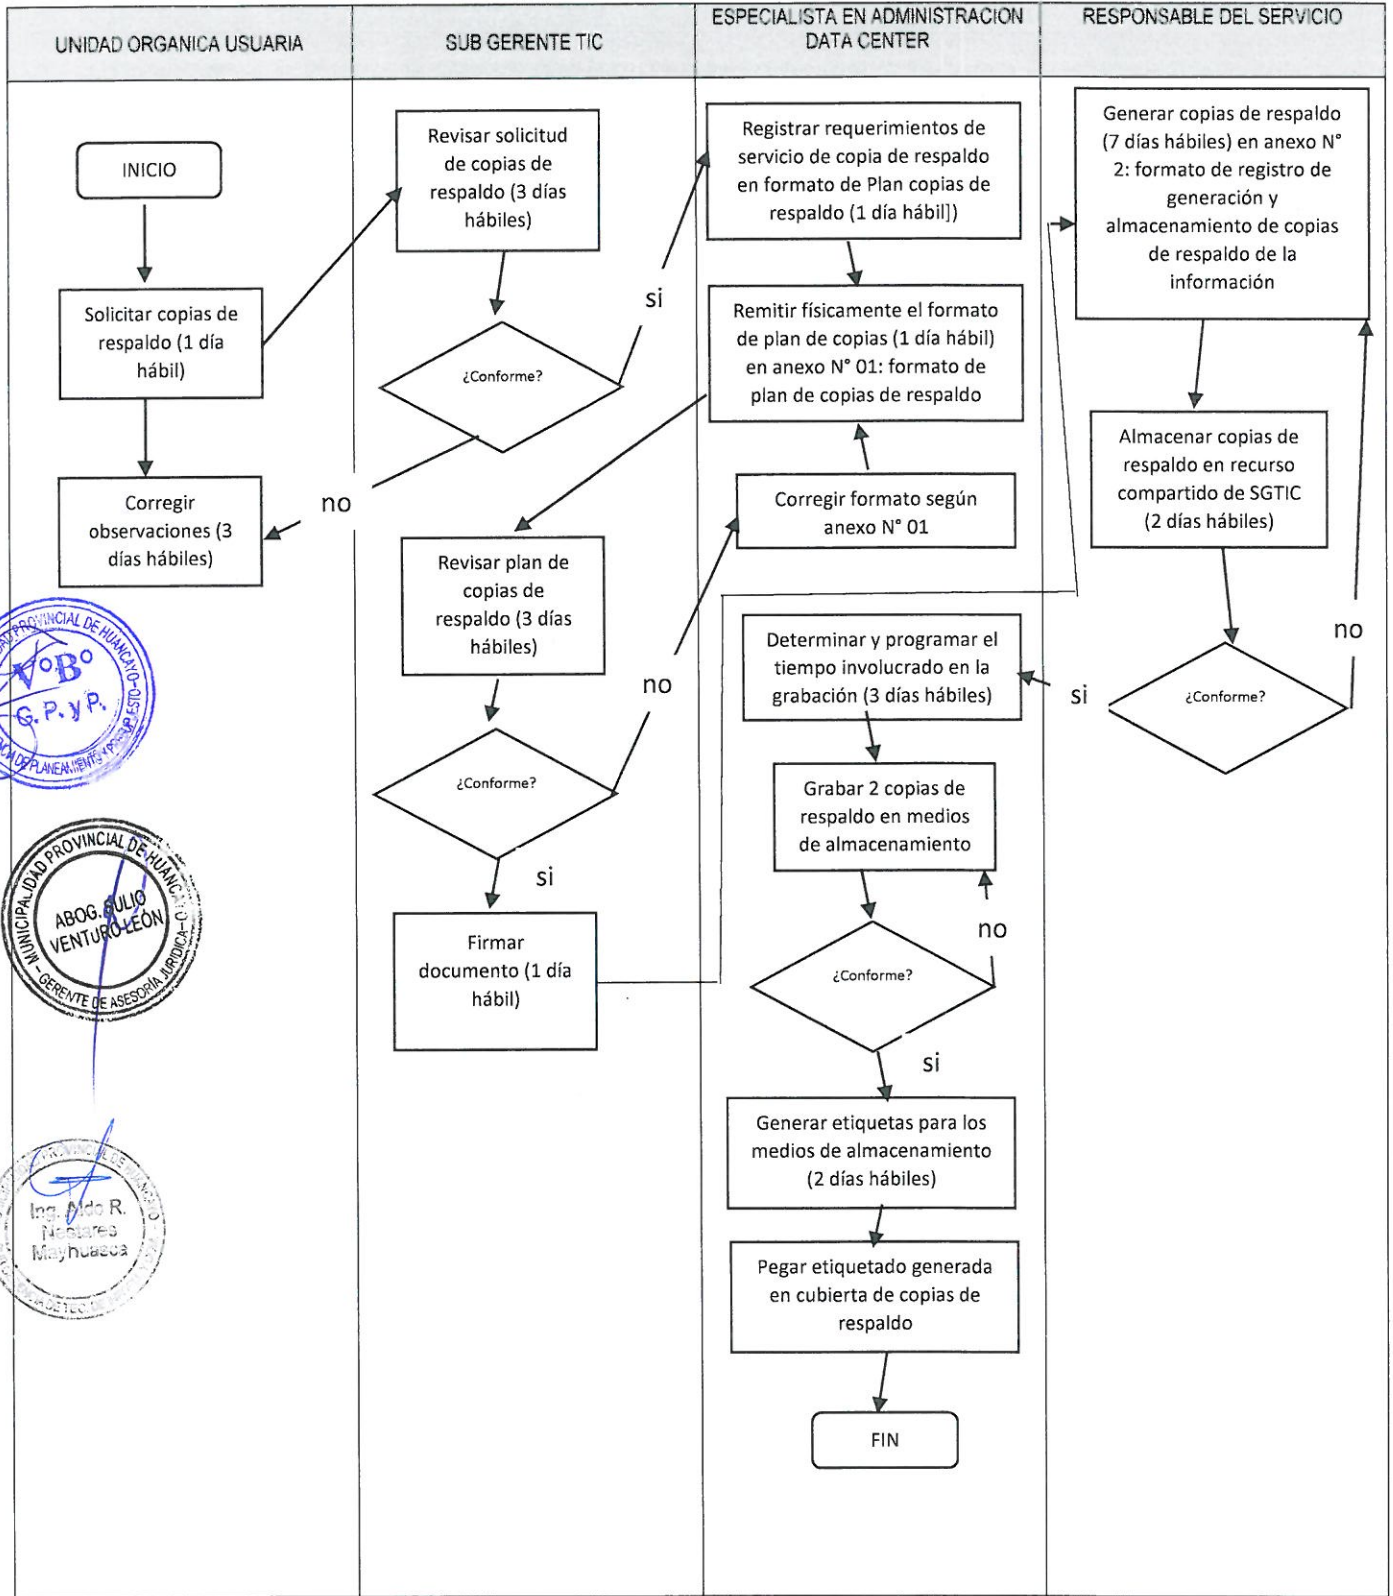 UNIDAD ORGANICA USUARIA
SUB GERENTE TIC
ESPECIALISTA EN ADMINISTRACION
DATA CENTER
RESPONSABLE DEL SERVICIO
INICIO
Solicitar copias de
respaldo (1 día
hábil)
Corregir
observaciones (3
días hábiles)
Revisar solicitud
de copias de
respaldo (3 días
hábiles)
¿Conforme?
si
no
Revisar plan de
copias de
respaldo (3 días
hábiles)
¿Conforme?
no
si
Firmar
documento (1 día
hábil)
Registrar requerimientos de
servicio de copia de respaldo
en formato de Plan copias de
respaldo (1 día hábil])
Remitir físicamente el formato
de plan de copias (1 día hábil)
en anexo N° 01: formato de
plan de copias de respaldo
Corregir formato según
anexo N° 01
Determinar y programar el
tiempo involucrado en la
grabación (3 días hábiles)
Grabar 2 copias de
respaldo en medios
de almacenamiento
¿Conforme?
no
si
Generar etiquetas para los
medios de almacenamiento
(2 días hábiles)
Pegar etiquetado generada
en cubierta de copias de
respaldo
FIN
Generar copias de respaldo
(7 días hábiles) en anexo N°
2: formato de registro de
generación y
almacenamiento de copias
de respaldo de la
información
Almacenar copias de
respaldo en recurso
compartido de SGTIC
(2 días hábiles)
¿Conforme?
si
no
PROVINCIAL DE HUANCAYO
V°B°
G. P. y P.
DE PLANEAMIENTO Y
MUNICIPALIDAD PROVINCIAL DE HUANCAYO
ABOG. JULIO
VENTURO LEÓN
GERENTE DE ASESORÍA JURIDICA
PROVINCIAL DE HUANCAYO
Ing. Aldo R.
Nestares
Mayhuasca